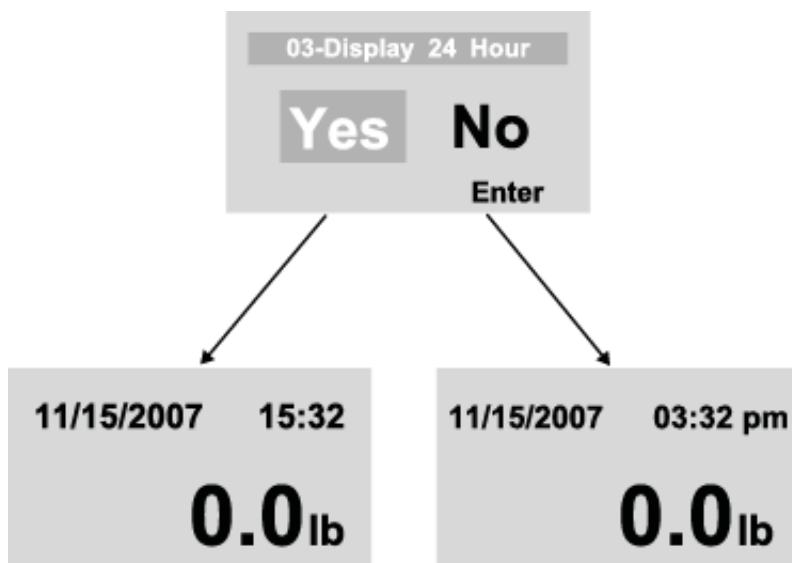 03-Display 24 Hour
Yes No
Enter
11/15/2007 15:32
0.0lb
11/15/2007 03:32 pm
0.0lb